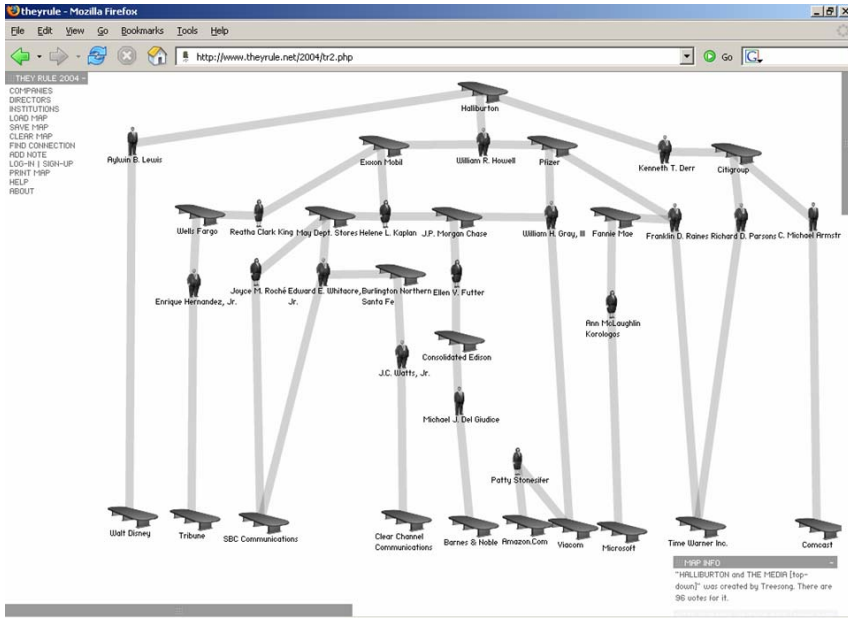 theyrule - Mozilla Firefox
File Edit View Go Bookmarks Tools Help
http://www.theyrule.net/2004/tr2.php
Go
G
THEY RULE 2004 -
COMPANIES
DIRECTORS
INSTITUTIONS
LOAD MAP
SAVE MAP
CLEAR MAP
FIND CONNECTION
ADD NOTE
LOG-IN | SIGN-UP
PRINT MAP
HELP
ABOUT
Halliburton
Aylwin B. Lewis
Exxon Mobil
William R. Howell
Pfizer
Kenneth T. Derr
Citigroup
Wells Fargo
Reatha Clark King
May Dept. Stores
Helene L. Kaplan
J.P. Morgan Chase
William H. Gray, III
Fannie Mae
Franklin D. Raines
Richard D. Parsons
C. Michael Armstr
Enrique Hernandez, Jr.
Joyce M. Roché
Edward E. Whitacre,
Jr.
Burlington Northern
Santa Fe
Ellen V. Futter
Ann McLaughlin
Korologos
Consolidated Edison
J.C. Watts, Jr.
Michael J. Del Giudice
Patty Stonesifer
Walt Disney
Tribune
SBC Communications
Clear Channel
Communications
Barnes & Noble
Amazon.Com
Viacom
Microsoft
Time Warner Inc.
Comcast
MAP INFO -
"HALLIBURTON and THE MEDIA [top-
down]" was created by Treesong. There are
96 votes for it.